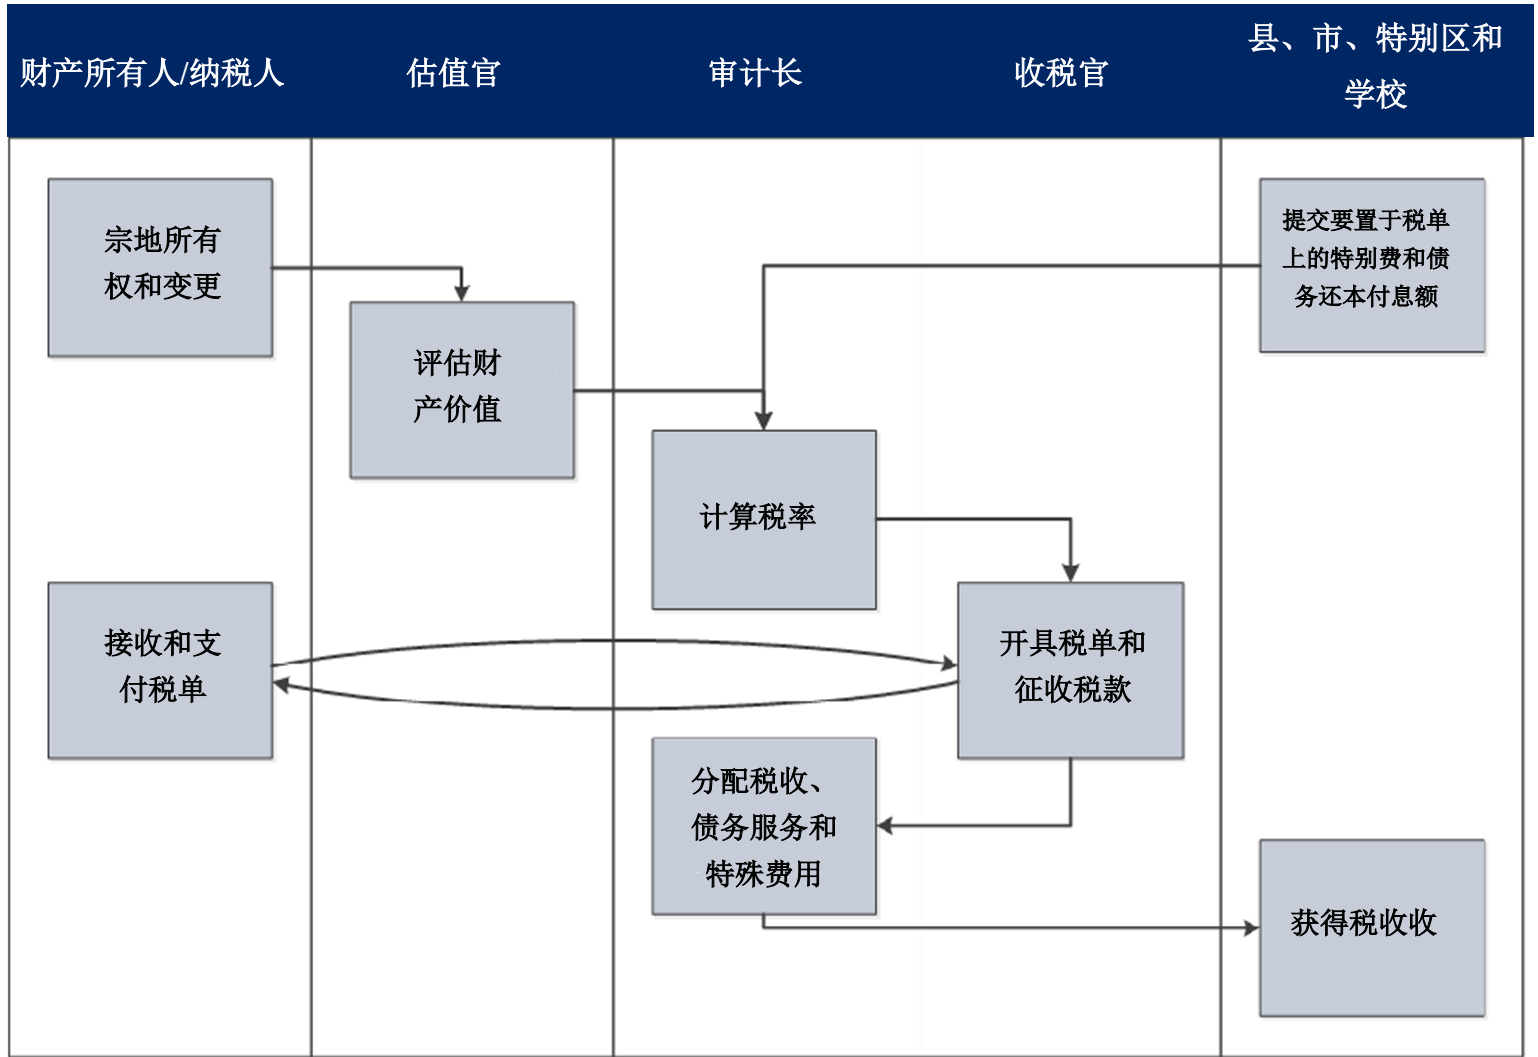 财产所有人/纳税人
估值官
审计长
收税官
县、市、特别区和
学校
宗地所有
权和变更
提交要置于税单
上的特别费和债
务还本付息额
评估财
产价值
计算税率
接收和支
付税单
开具税单和
征收税款
分配税收、
债务服务和
特殊费用
获得税收收